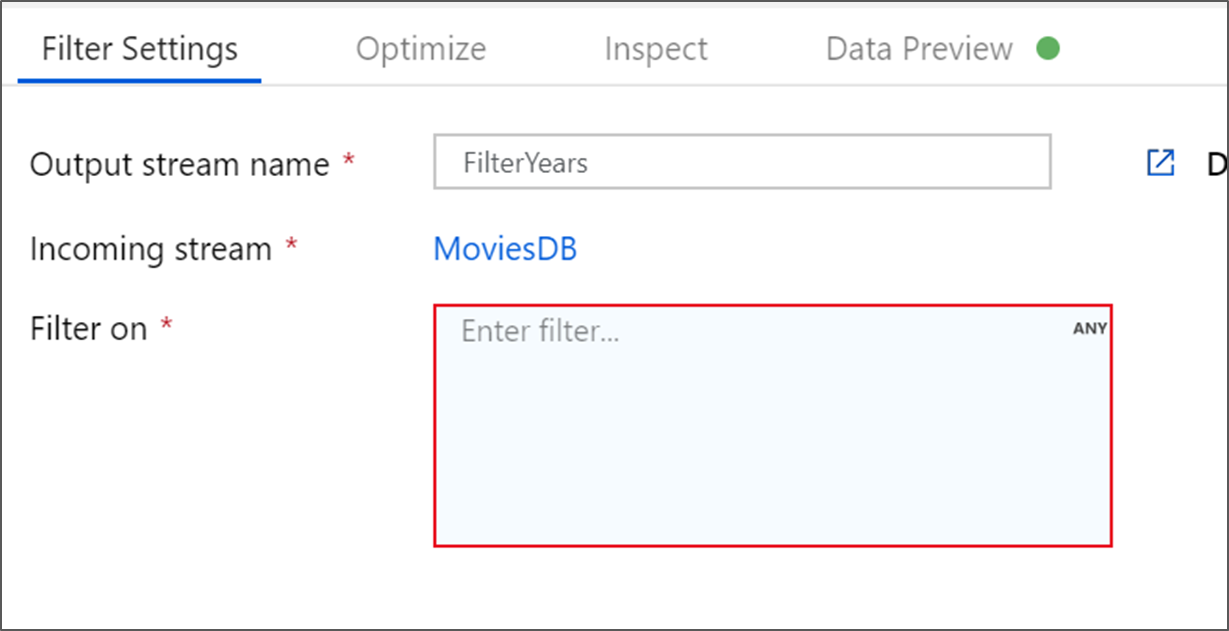 Filter Settings Optimize Inspect Data Preview
Output stream name * FilterYears D
Incoming stream * MoviesDB
Filter on * Enter filter... ANY